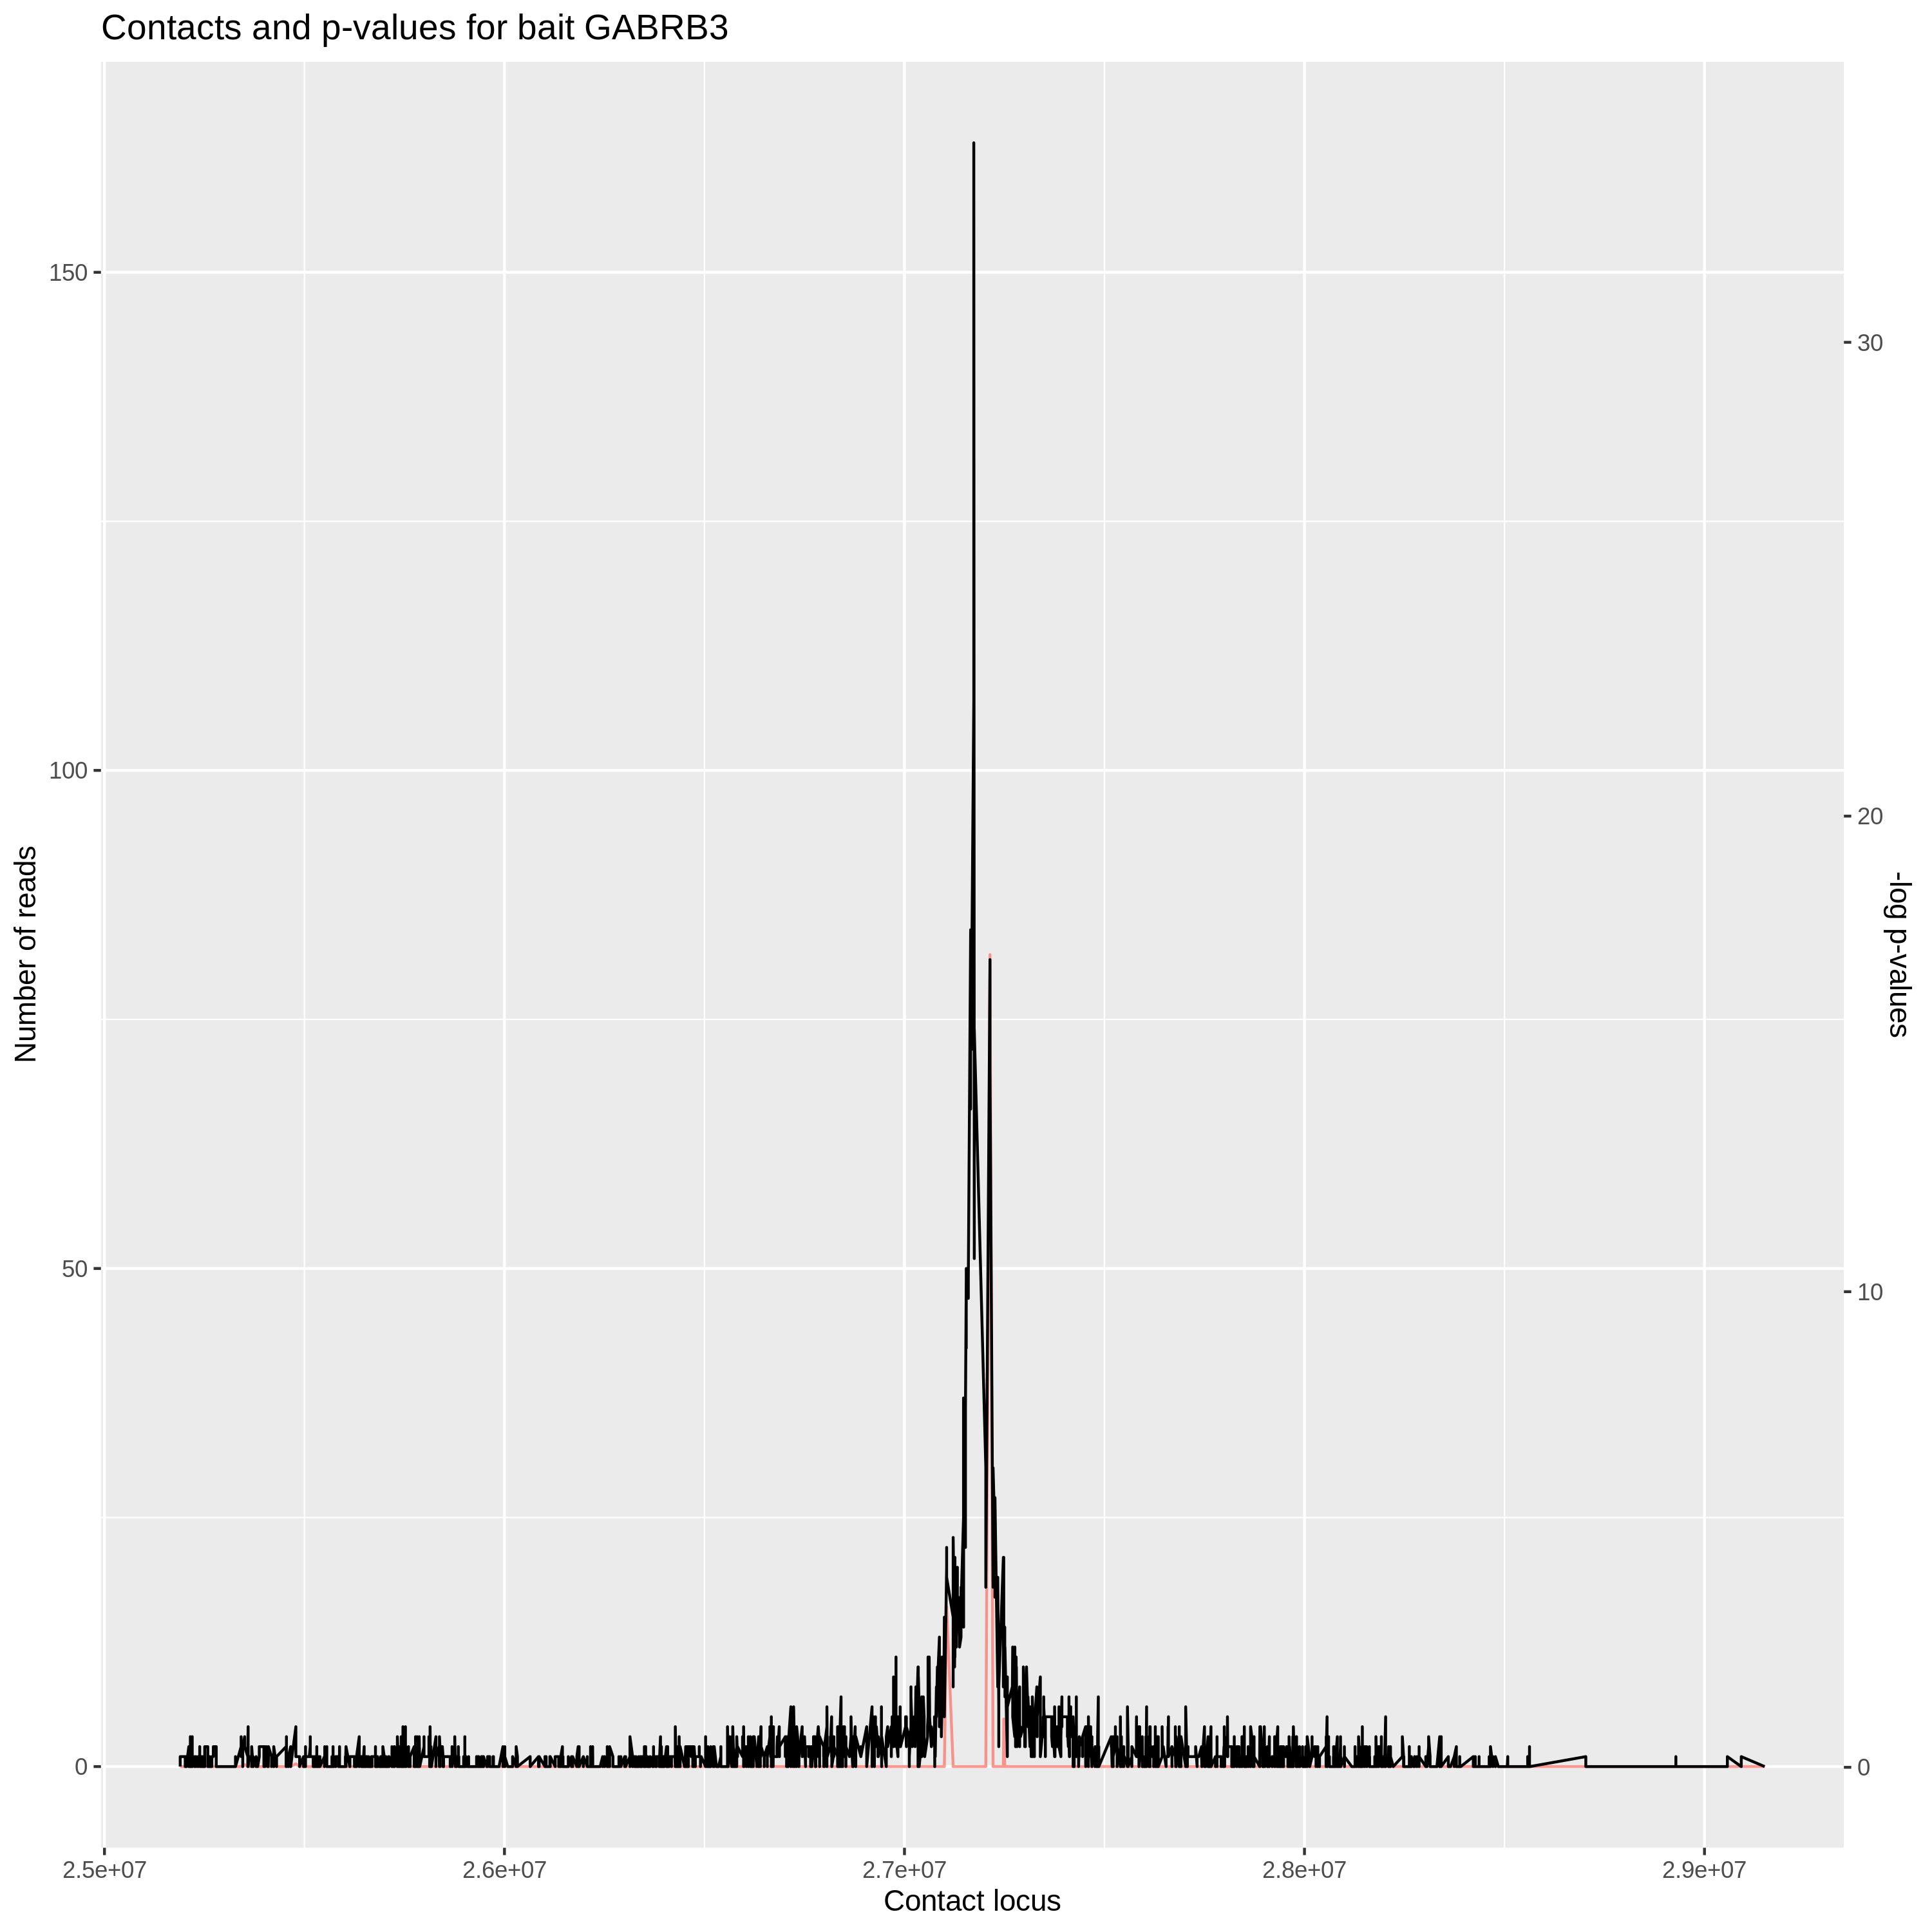 Contacts and p-values for bait GABRB3
150
100
50
0
Number of reads
30
20
10
0
-log p-values
2.5e+07
2.6e+07
2.7e+07
2.8e+07
2.9e+07
Contact locus